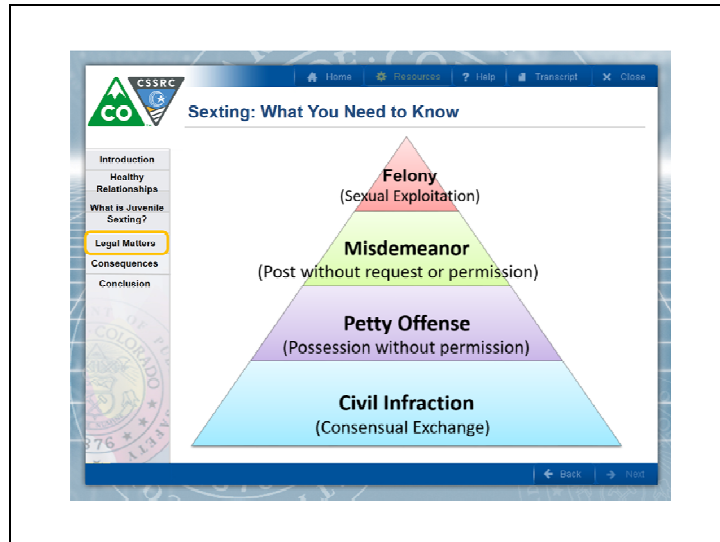 CSSRC
CO
Home
Resources
? Help
Transcript
X Close
Sexting: What You Need to Know
Introduction
Healthy
Relationships
What is Juvenile
Sexting?
Legal Matters
Consequences
Conclusion
Felony
(Sexual Exploitation)
Misdemeanor
(Post without request or permission)
Petty Offense
(Possession without permission)
Civil Infraction
(Consensual Exchange)
COLORADO
SAFETY
Back
Next